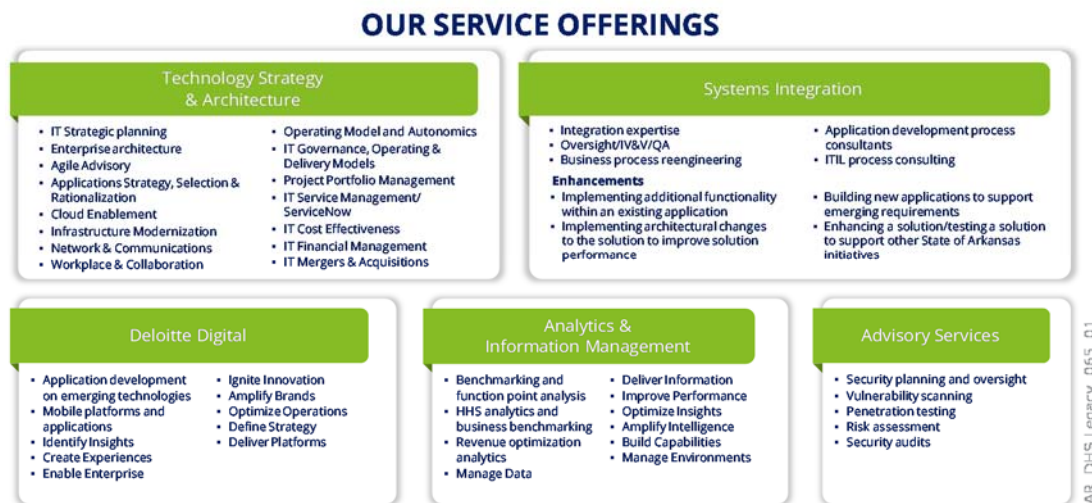 OUR SERVICE OFFERINGS
Technology Strategy
& Architecture
• IT Strategic planning
• Enterprise architecture
• Agile Advisory
• Applications Strategy, Selection &
Rationalization
• Cloud Enablement
• Infrastructure Modernization
• Network & Communications
• Workplace & Collaboration
• Operating Model and Autonomics
• IT Governance, Operating &
Delivery Models
• Project Portfolio Management
• IT Service Management/
ServiceNow
• IT Cost Effectiveness
• IT Financial Management
• IT Mergers & Acquisitions
Systems Integration
• Integration expertise
• Oversight/IV&V/QA
• Business process reengineering
• Application development process
consultants
• ITIL process consulting
Enhancements
• Implementing additional functionality
within an existing application
• Implementing architectural changes
to the solution to improve solution
performance
• Building new applications to support
emerging requirements
• Enhancing a solution/testing a solution
to support other State of Arkansas
initiatives
Deloitte Digital
• Application development
on emerging technologies
• Mobile platforms and
applications
• Identify Insights
• Create Experiences
• Enable Enterprise
• Ignite Innovation
• Amplify Brands
• Optimize Operations
• Define Strategy
• Deliver Platforms
Analytics &
Information Management
• Benchmarking and
function point analysis
• HHS analytics and
business benchmarking
• Revenue optimization
analytics
• Manage Data
• Deliver Information
• Improve Performance
• Optimize Insights
• Amplify Intelligence
• Build Capabilities
• Manage Environments
Advisory Services
• Security planning and oversight
• Vulnerability scanning
• Penetration testing
• Risk assessment
• Security audits